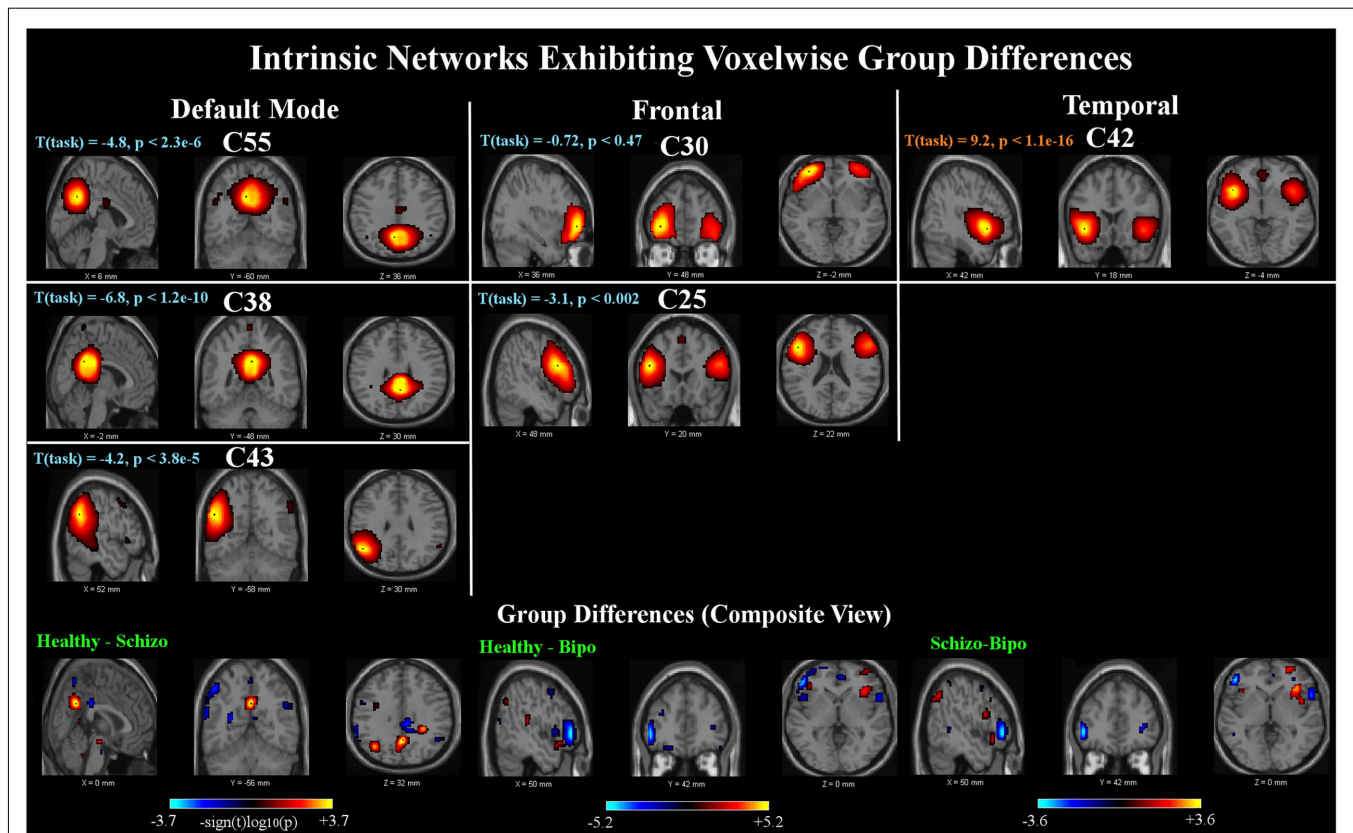 Intrinsic Networks Exhibiting Voxelwise Group Differences
Default Mode
Frontal
Temporal
T(task) = -4.8, p < 2.3e-6
C55
T(task) = -0.72, p < 0.47
C30
T(task) = 9.2, p < 1.1e-16
C42
X = 6 mm
Y = -60 mm
Z = 36 mm
X = 36 mm
Y = 48 mm
Z = -2 mm
X = 42 mm
Y = 18 mm
Z = -4 mm
T(task) = -6.8, p < 1.2e-10
C38
T(task) = -3.1, p < 0.002
C25
X = -2 mm
Y = -48 mm
Z = 30 mm
X = 48 mm
Y = 20 mm
Z = 22 mm
T(task) = -4.2, p < 3.8e-5
C43
X = 52 mm
Y = -58 mm
Z = 30 mm
Group Differences (Composite View)
Healthy - Schizo
Healthy - Bipo
Schizo-Bipo
X = 0 mm
Y = -56 mm
Z = 32 mm
X = 50 mm
Y = 42 mm
Z = 0 mm
X = 50 mm
Y = 42 mm
Z = 0 mm
-3.7
-sign(t)log10(p)
+3.7
-5.2
+5.2
-3.6
+3.6